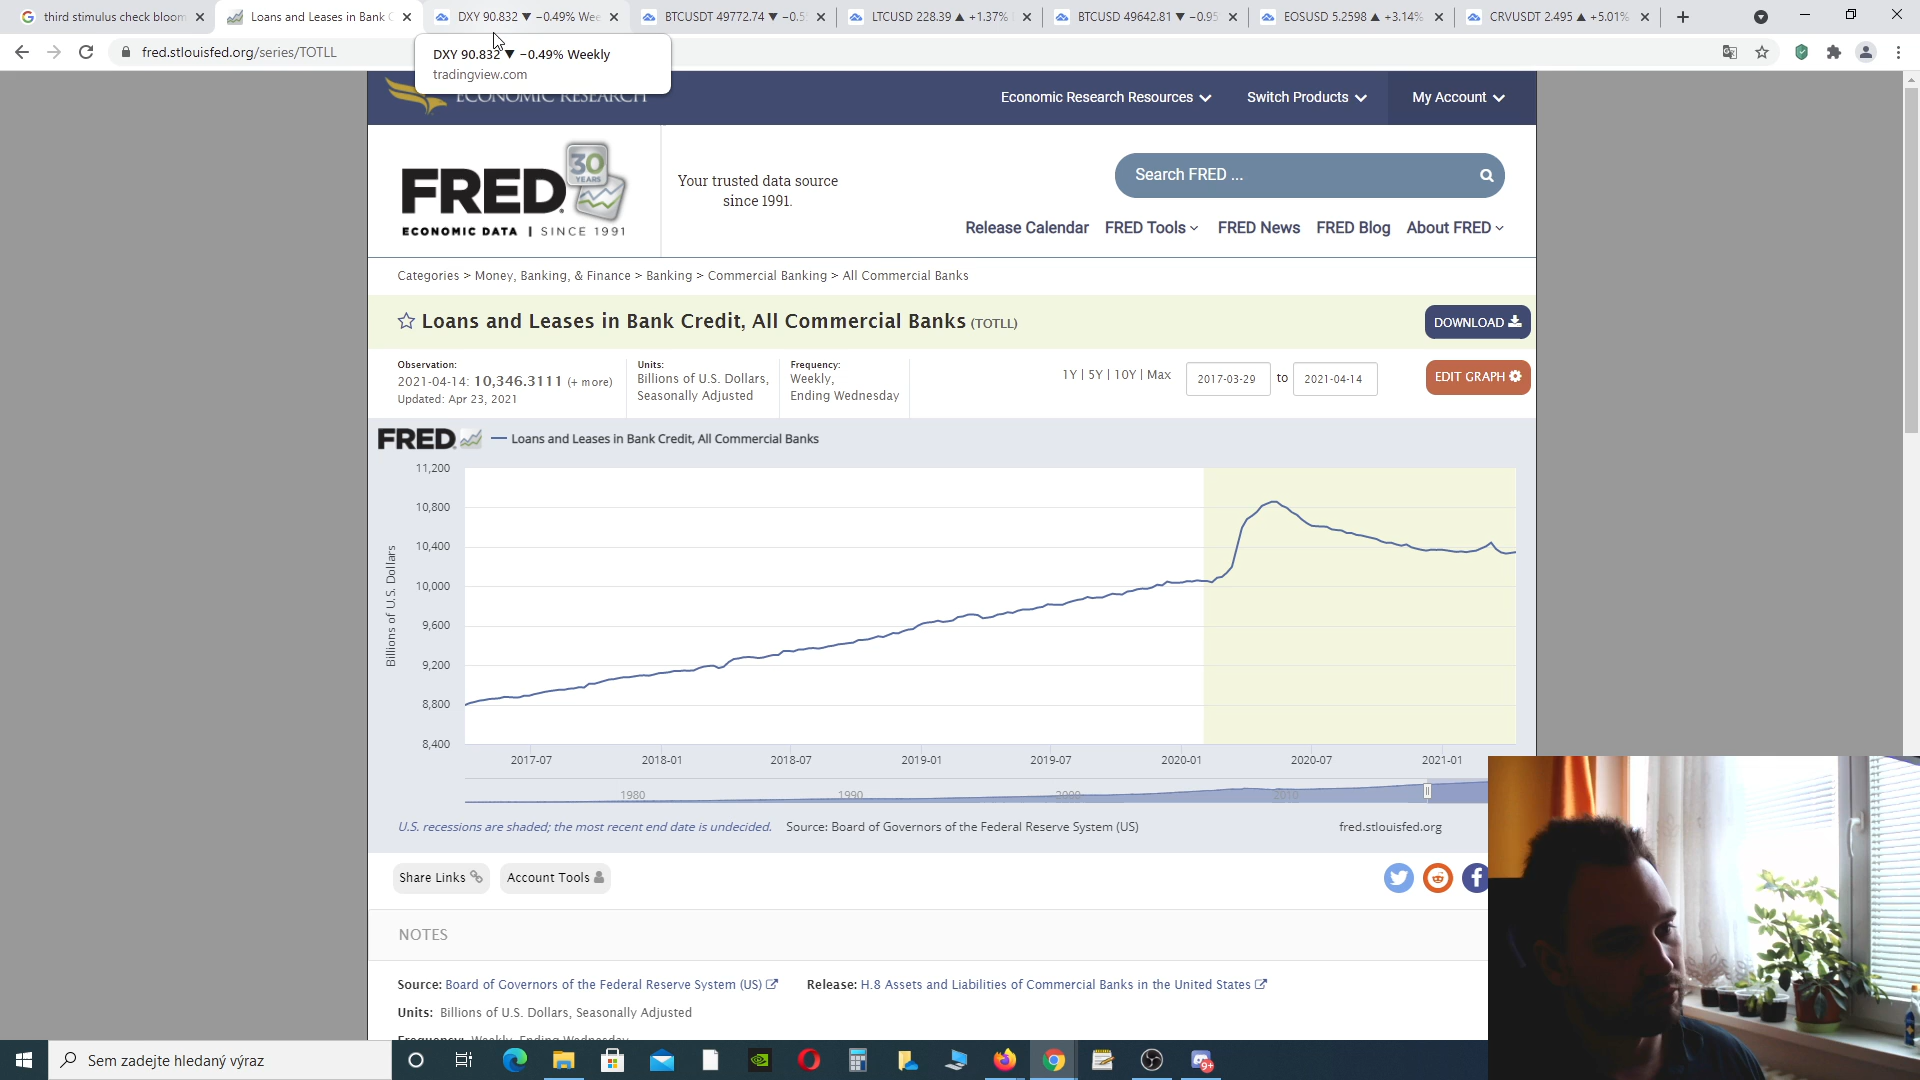 third stimulus check bloom
Loans and Leases in Bank C
DXY 90.832 ▼ −0.49% Wee
BTCUSDT 49772.74 ▼ −0.5
LTCUSD 228.39 ▲ +1.37%
BTCUSD 49642.81 ▼ −0.95
EOSUSD 5.2598 ▲ +3.14%
CRVUSDT 2.495 ▲ +5.01%
fred.stlouisfed.org/series/TOTLL
DXY 90.832 ▼ −0.49% Weekly
tradingview.com
ECONOMIC RESEARCH
Economic Research Resources
Switch Products
My Account
FRED
30
YEARS
ECONOMIC DATA | SINCE 1991
Your trusted data source
since 1991.
Search FRED ...
Release Calendar
FRED Tools
FRED News
FRED Blog
About FRED
Categories > Money, Banking, & Finance > Banking > Commercial Banking > All Commercial Banks
Loans and Leases in Bank Credit, All Commercial Banks (TOTLL)
DOWNLOAD
Observation:
2021-04-14: 10,346.3111 (+ more)
Updated: Apr 23, 2021
Units:
Billions of U.S. Dollars,
Seasonally Adjusted
Frequency:
Weekly,
Ending Wednesday
1Y | 5Y | 10Y | Max
2017-03-29
to
2021-04-14
EDIT GRAPH
FRED
Loans and Leases in Bank Credit, All Commercial Banks
Billions of U.S. Dollars
11,200
10,800
10,400
10,000
9,600
9,200
8,800
8,400
2017-07
2018-01
2018-07
2019-01
2019-07
2020-01
2020-07
2021-01
1980
1990
2000
2010
U.S. recessions are shaded; the most recent end date is undecided.
Source: Board of Governors of the Federal Reserve System (US)
fred.stlouisfed.org
Share Links
Account Tools
NOTES
Source: Board of Governors of the Federal Reserve System (US)
Release: H.8 Assets and Liabilities of Commercial Banks in the United States
Units: Billions of U.S. Dollars, Seasonally Adjusted
Frequency: Weekly, Ending Wednesday
Sem zadejte hledaný výraz
9+